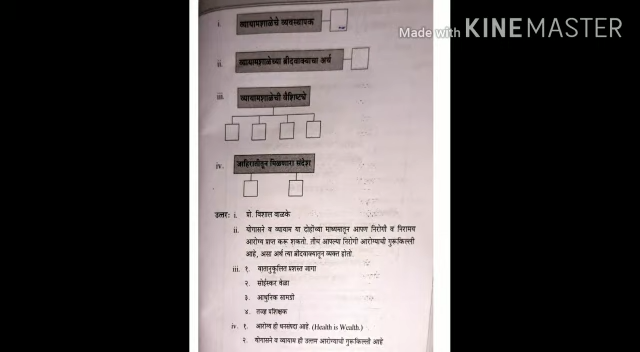 Made with KINEMASTER
i. व्यायामशाळेचे व्यवस्थापक
ii. व्यायामशाळेच्या ब्रीदवाक्याचा अर्थ
iii. व्यायामशाळेची वैशिष्ट्ये
iv. जाहिरातीतून मिळणारा संदेश
उत्तर: i. शे. विशाल वाळके
ii. योगासने व व्यायाम या दोहोंच्या माध्यमातून आपण निरोगी व निरामय
आरोग्य प्राप्त करू शकतो. तीच आपल्या निरोगी आरोग्याची गुरूकिल्ली
आहे, असा अर्थ त्या ब्रीदवाक्यातून व्यक्त होतो.
iii. १. वातानुकूलित प्रशस्त जागा
२. सोईस्कर वेळा
३. आधुनिक सामग्री
४. तज्ज्ञ प्रशिक्षक
iv. १. आरोग्य ही धनसंपदा आहे (Health is Wealth.)
२. योगासने व व्यायाम ही उत्तम आरोग्याची गुरूकिल्ली आहे